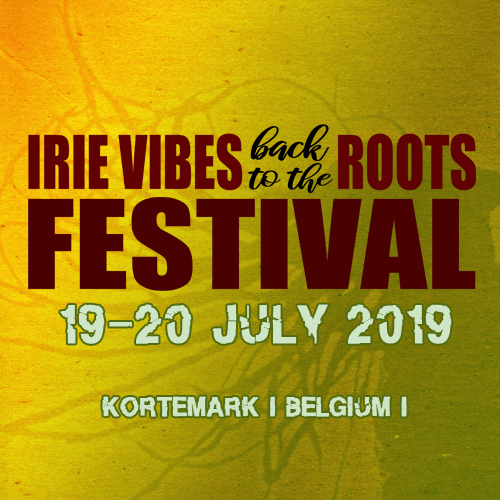 IRIE VIBES back to the ROOTS
FESTIVAL
19-20 JULY 2019
KORTEMARK | BELGIUM |